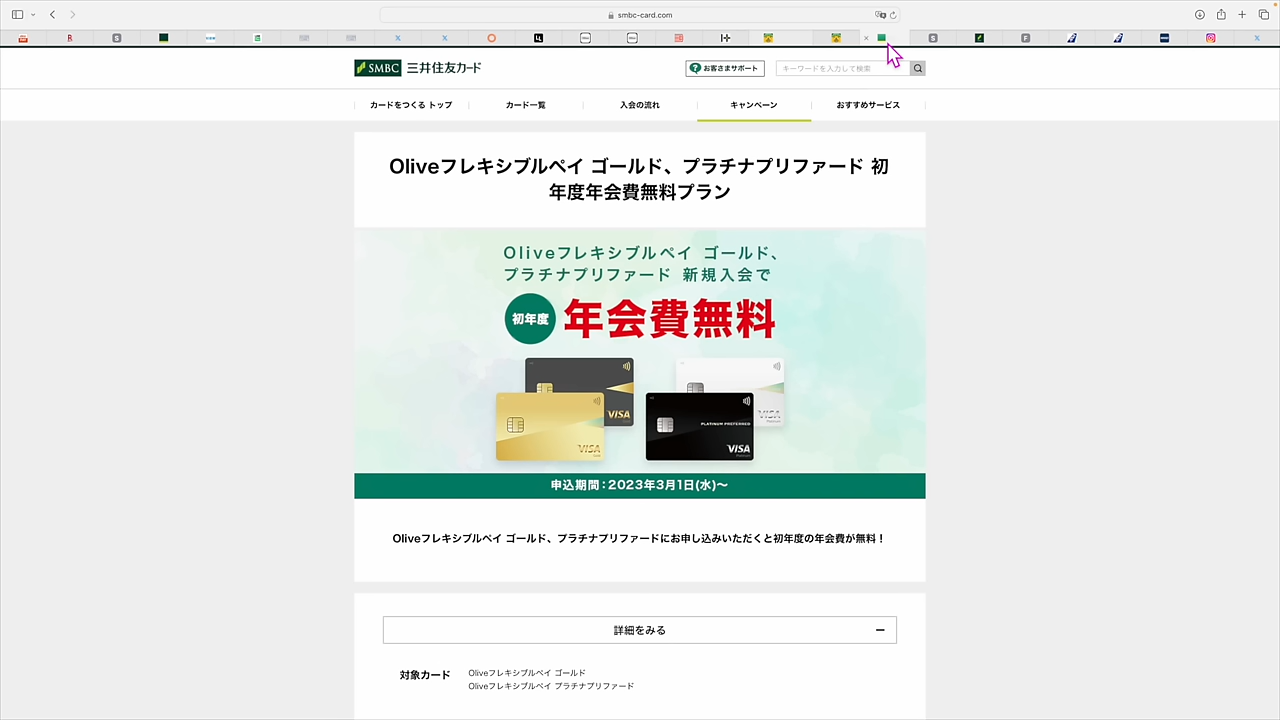 smbc-card.com
SMBC 三井住友カード
お客さまサポート
キーワードを入力して検索
カードをつくる トップ
カード一覧
入会の流れ
キャンペーン
おすすめサービス
Oliveフレキシブルペイ ゴールド、プラチナプリファード 初
年度年会費無料プラン
Oliveフレキシブルペイ ゴールド、
プラチナプリファード 新規入会で
初年度 年会費無料
VISA
VISA
VISA
PLATINUM PREFERRED
VISA
Platinum
申込期間：2023年3月1日(水)〜
Oliveフレキシブルペイ ゴールド、プラチナプリファードにお申し込みいただくと初年度の年会費が無料！
詳細をみる
対象カード
Oliveフレキシブルペイ ゴールド
Oliveフレキシブルペイ プラチナプリファード